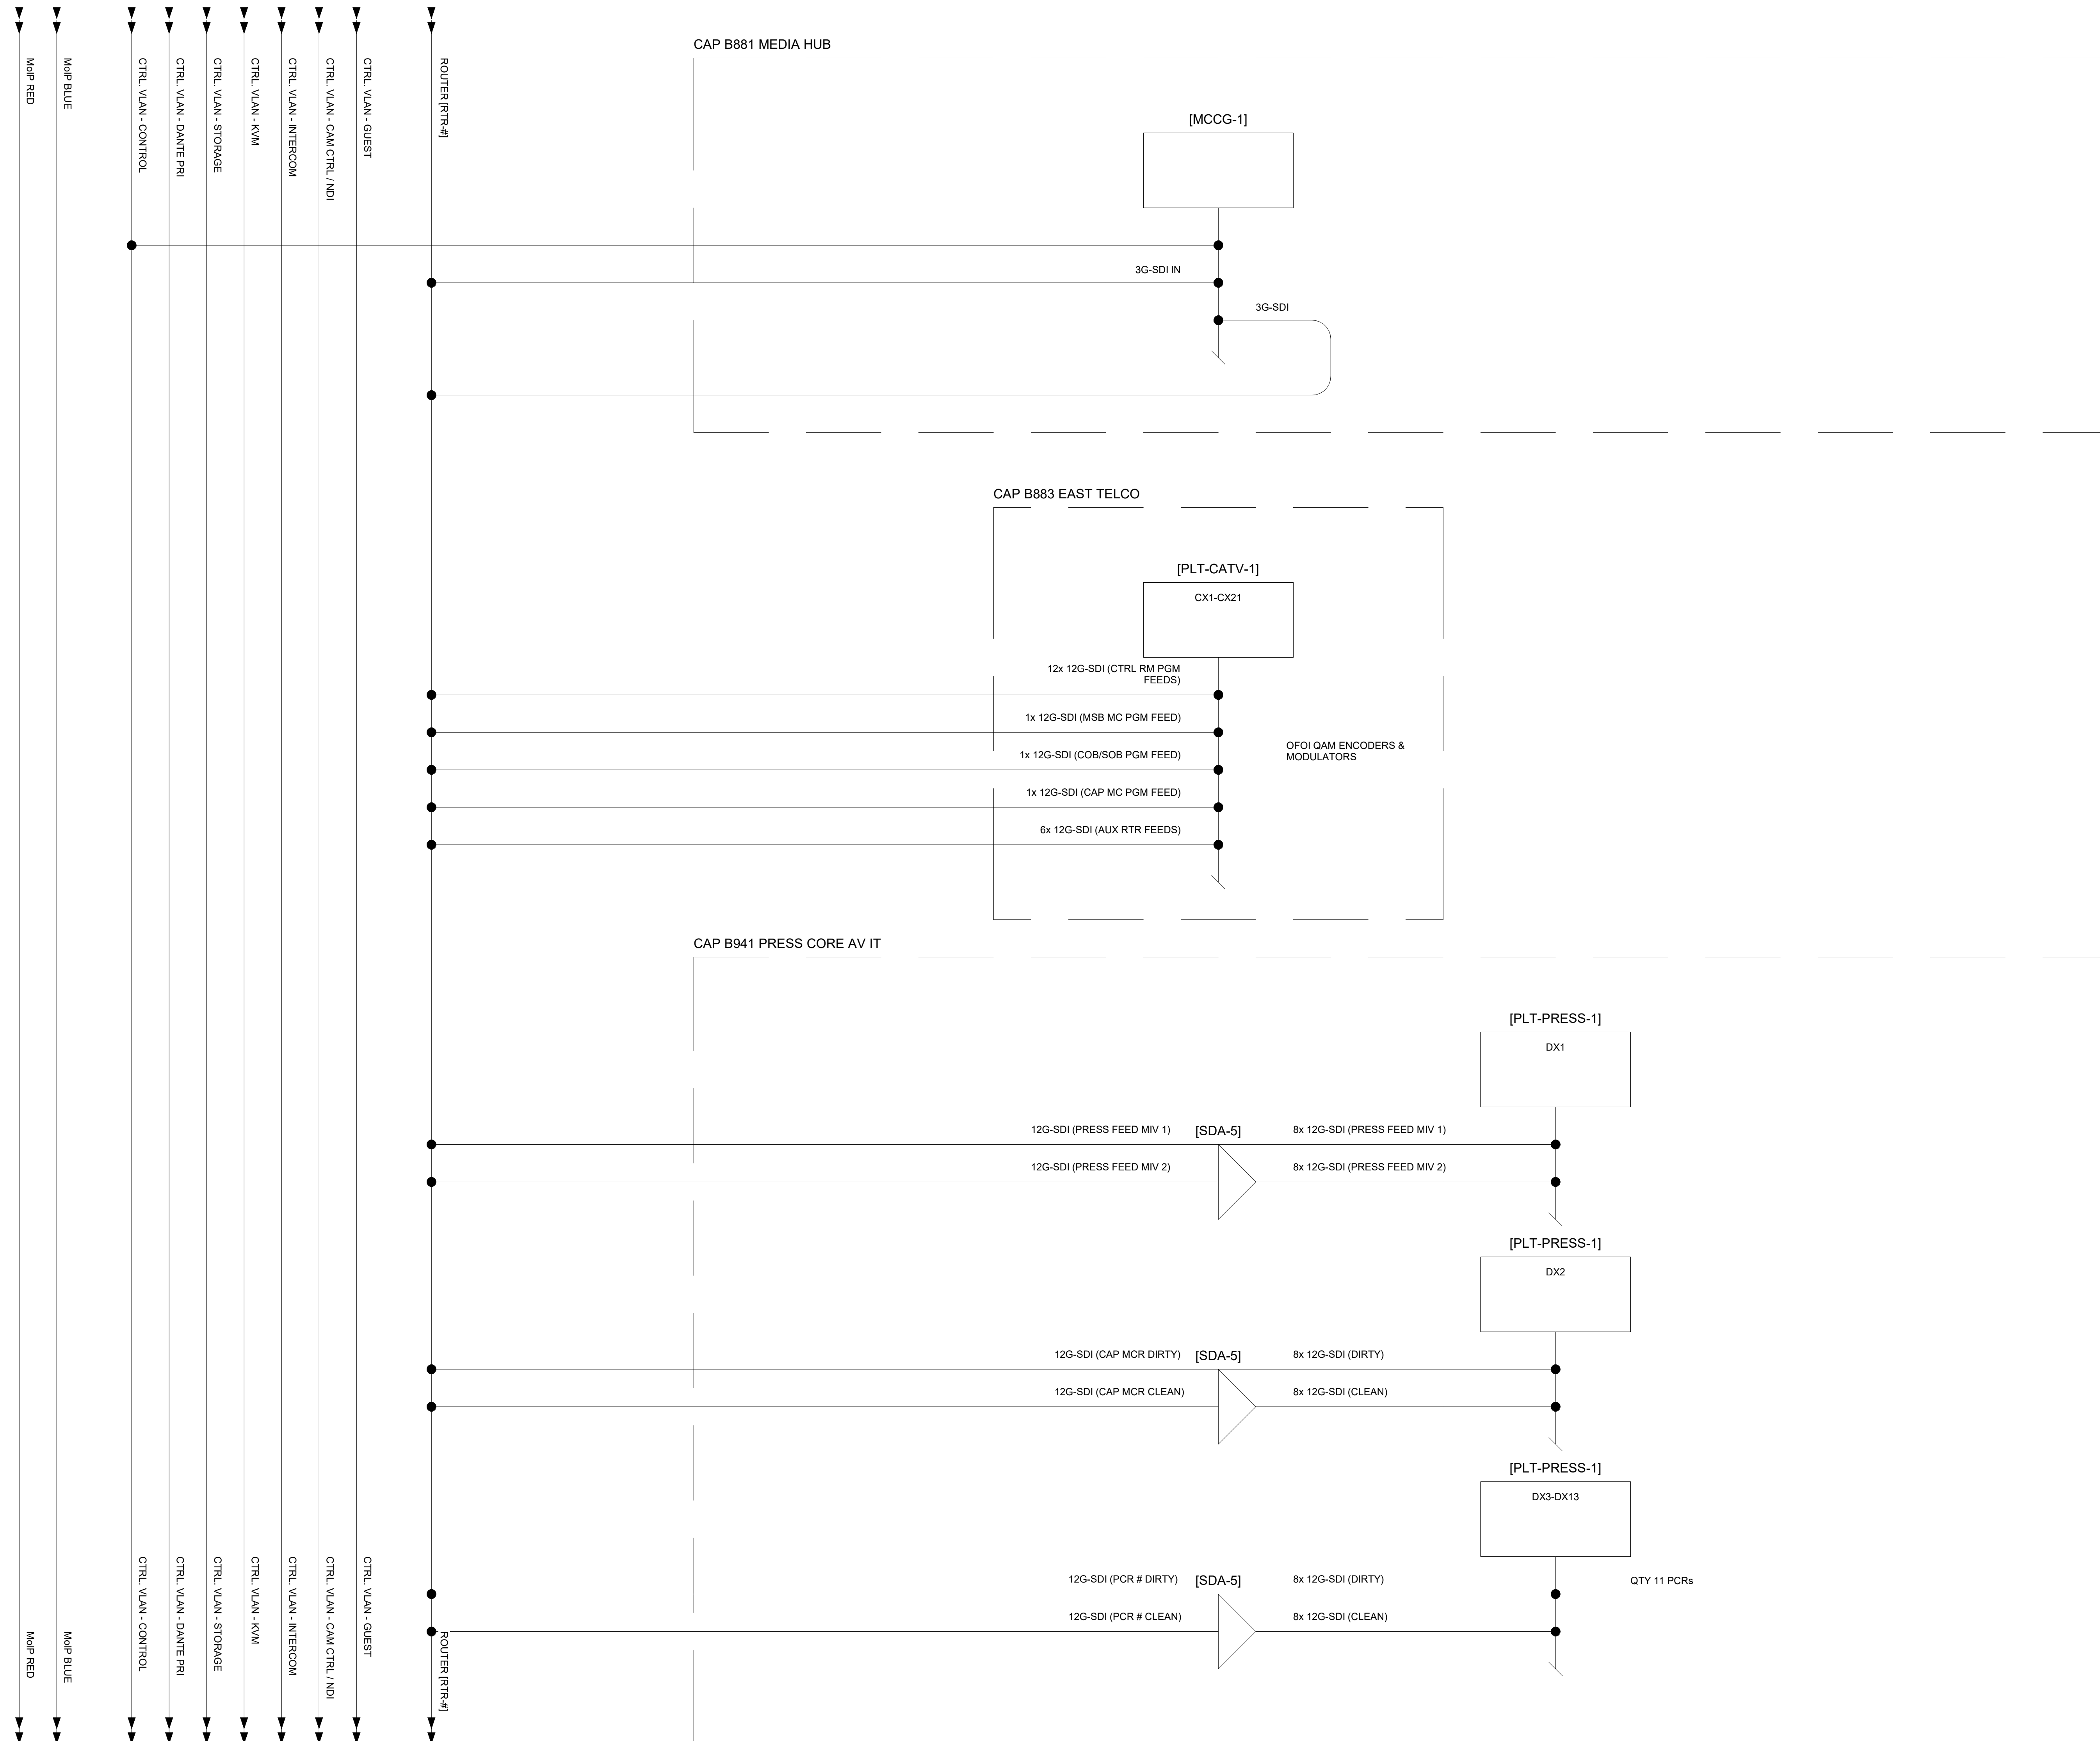 MoIP RED
MoIP BLUE
CTRL. VLAN - CONTROL
CTRL. VLAN - DANTE PRI
CTRL. VLAN - STORAGE
CTRL. VLAN - KVM
CTRL. VLAN - INTERCOM
CTRL. VLAN - CAM CTRL / NDI
CTRL. VLAN - GUEST
ROUTER [RTR-#]
CAP B881 MEDIA HUB
[MCCG-1]
3G-SDI IN
3G-SDI
CAP B883 EAST TELCO
[PLT-CATV-1]
CX1-CX21
12x 12G-SDI (CTRL RM PGM
FEEDS)
1x 12G-SDI (MSB MC PGM FEED)
1x 12G-SDI (COB/SOB PGM FEED)
1x 12G-SDI (CAP MC PGM FEED)
6x 12G-SDI (AUX RTR FEEDS)
OFOI QAM ENCODERS &
MODULATORS
CAP B941 PRESS CORE AV IT
[PLT-PRESS-1]
DX1
12G-SDI (PRESS FEED MIV 1)
[SDA-5]
8x 12G-SDI (PRESS FEED MIV 1)
12G-SDI (PRESS FEED MIV 2)
8x 12G-SDI (PRESS FEED MIV 2)
[PLT-PRESS-1]
DX2
12G-SDI (CAP MCR DIRTY)
[SDA-5]
8x 12G-SDI (DIRTY)
12G-SDI (CAP MCR CLEAN)
8x 12G-SDI (CLEAN)
[PLT-PRESS-1]
DX3-DX13
12G-SDI (PCR # DIRTY)
[SDA-5]
8x 12G-SDI (DIRTY)
QTY 11 PCRs
12G-SDI (PCR # CLEAN)
8x 12G-SDI (CLEAN)
MoIP RED
MoIP BLUE
CTRL. VLAN - CONTROL
CTRL. VLAN - DANTE PRI
CTRL. VLAN - STORAGE
CTRL. VLAN - KVM
CTRL. VLAN - INTERCOM
CTRL. VLAN - CAM CTRL / NDI
CTRL. VLAN - GUEST
ROUTER [RTR-#]